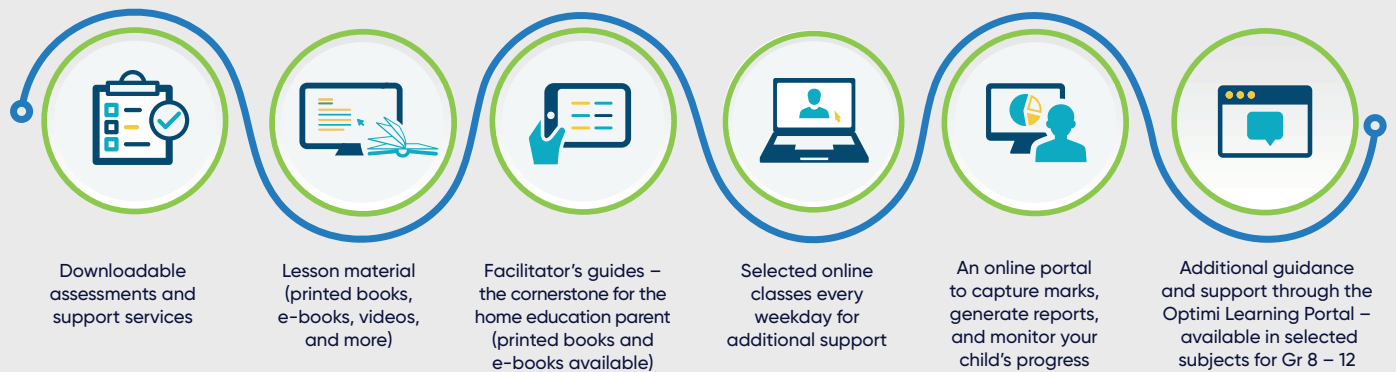 Downloadable
assessments and
support services
Lesson material
(printed books,
e-books, videos,
and more)
Facilitator's guides –
the cornerstone for the
home education parent
(printed books and
e-books available)
Selected online
classes every
weekday for
additional support
An online portal
to capture marks,
generate reports,
and monitor your
child's progress
Additional guidance
and support through the
Optimi Learning Portal –
available in selected
subjects for Gr 8 – 12